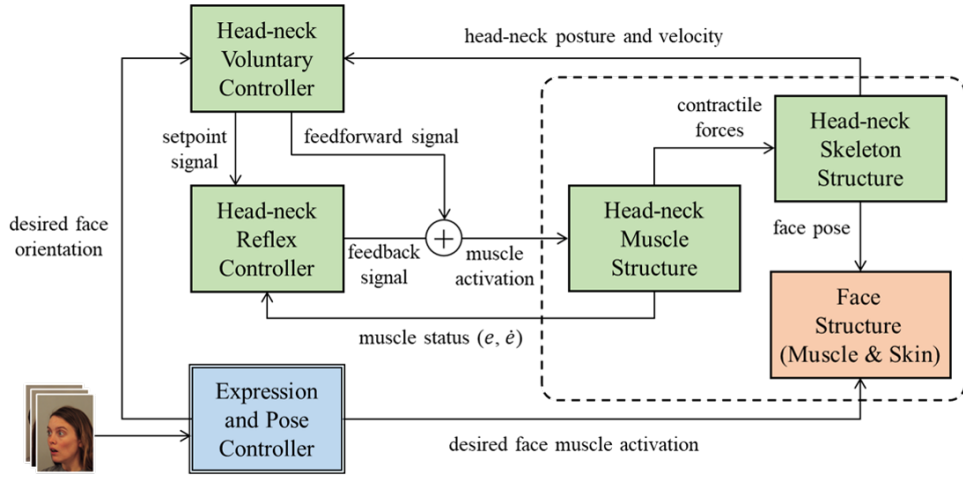 Head-neck
Voluntary
Controller
head-neck posture and velocity
setpoint
signal
feedforward signal
contractile
forces
Head-neck
Skeleton
Structure
desired face
orientation
Head-neck
Reflex
Controller
feedback
signal
+
muscle
activation
Head-neck
Muscle
Structure
face pose
muscle status (e, ė)
Face
Structure
(Muscle & Skin)
Expression
and Pose
Controller
desired face muscle activation